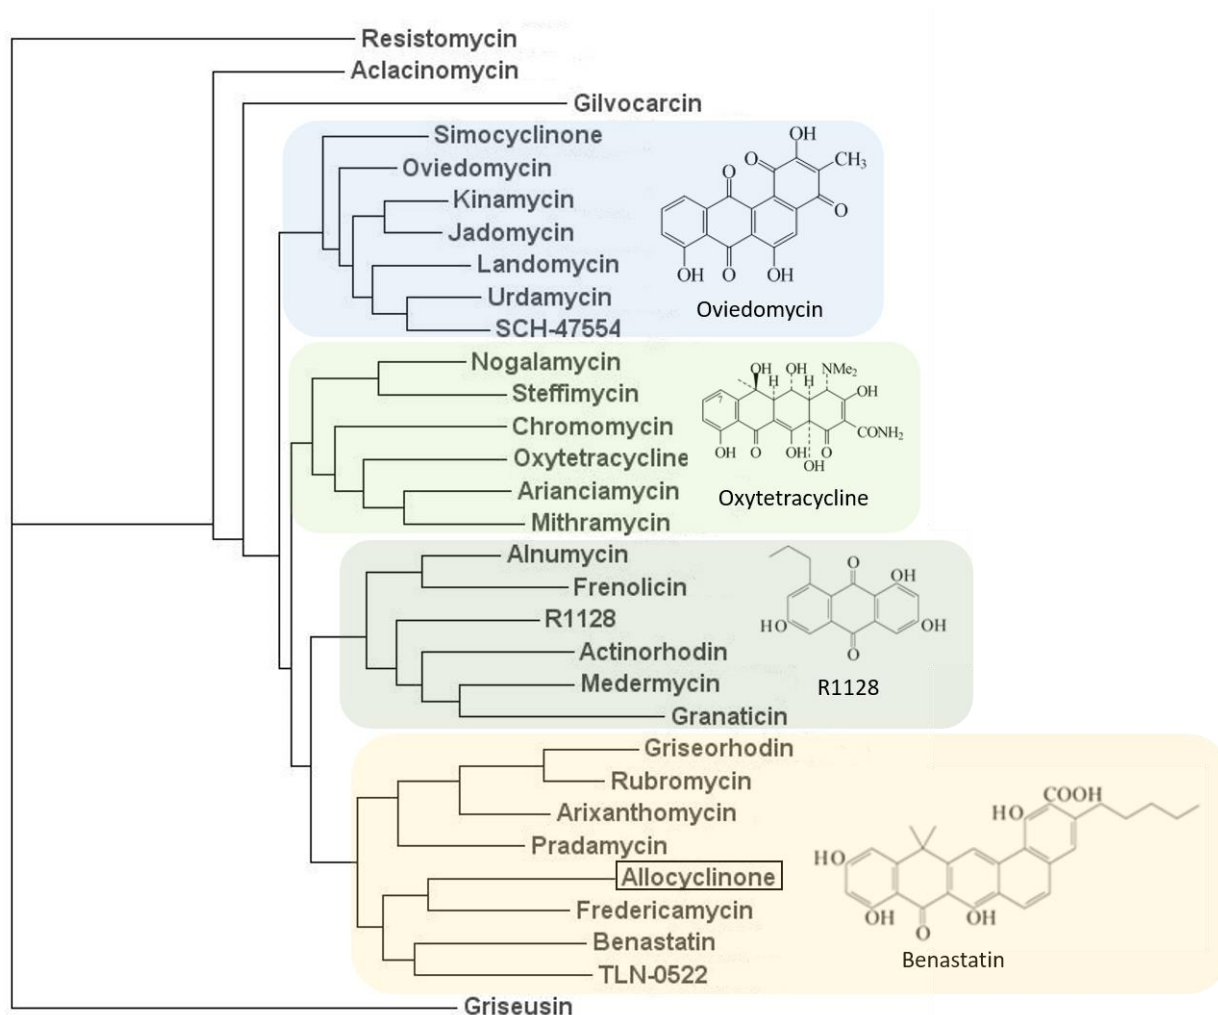 Resistomycin
Aclacinomycin
Gilvocarcin
Simocyclinone
Oviedomycin
Kinamycin
Jadomycin
Landomycin
Urdamycin
SCH-47554
OH
O
CH3
O
O
OH
O
OH
Oviedomycin
Nogalamycin
Steffimycin
Chromomycin
Oxytetracycline
Arianciamycin
Mithramycin
OH
H
OH
H
NMe2
7
OH
CONH2
OH
O
OH
O
OH
Oxytetracycline
Alnumycin
Frenolicin
R1128
Actinorhodin
Medermycin
Granaticin
O
OH
HO
OH
O
R1128
Griseorhodin
Rubromycin
Arixanthomycin
Pradamycin
Allocyclinone
Fredericamycin
Benastatin
TLN-0522
COOH
HO
HO
OH
O
OH
Benastatin
Griseusin